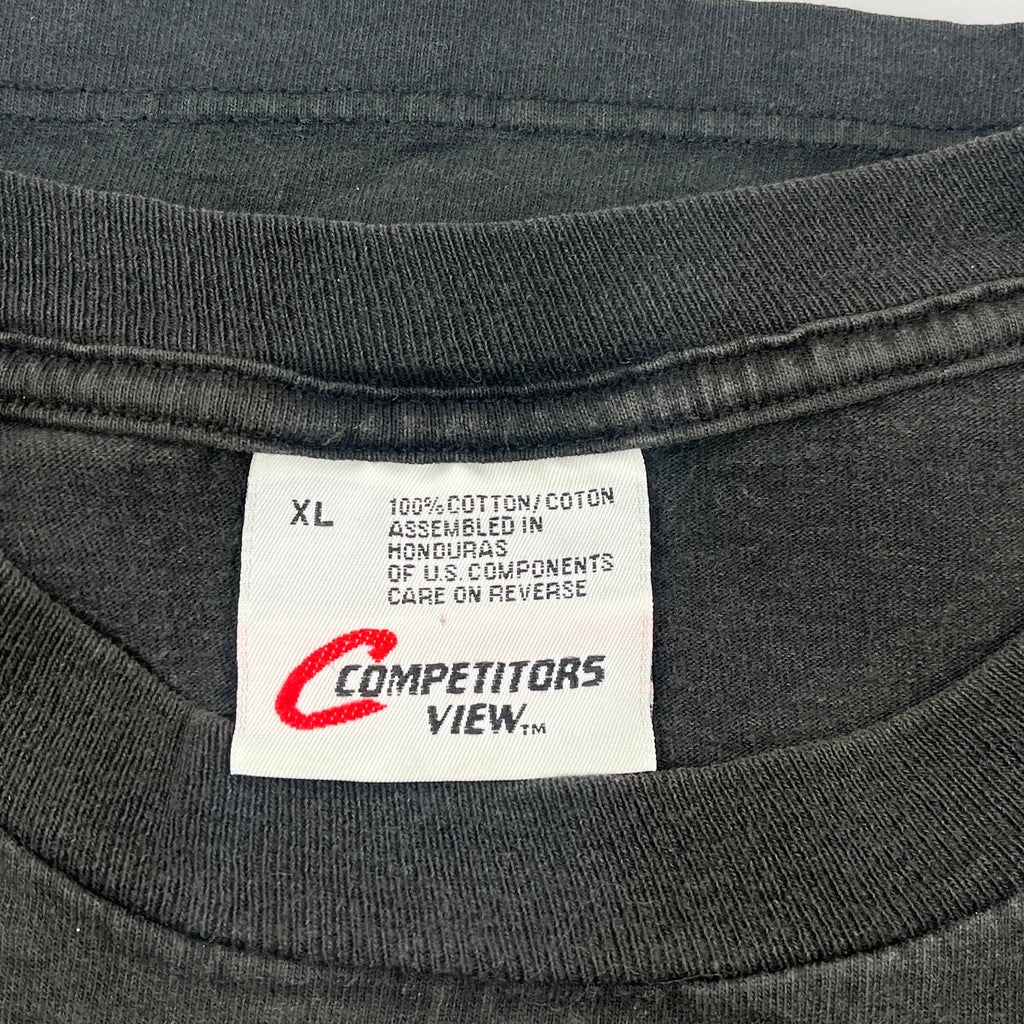 XL
100% COTTON/COTON
ASSEMBLED IN
HONDURAS
OF U.S. COMPONENTS
CARE ON REVERSE
C COMPETITORS
VIEW™